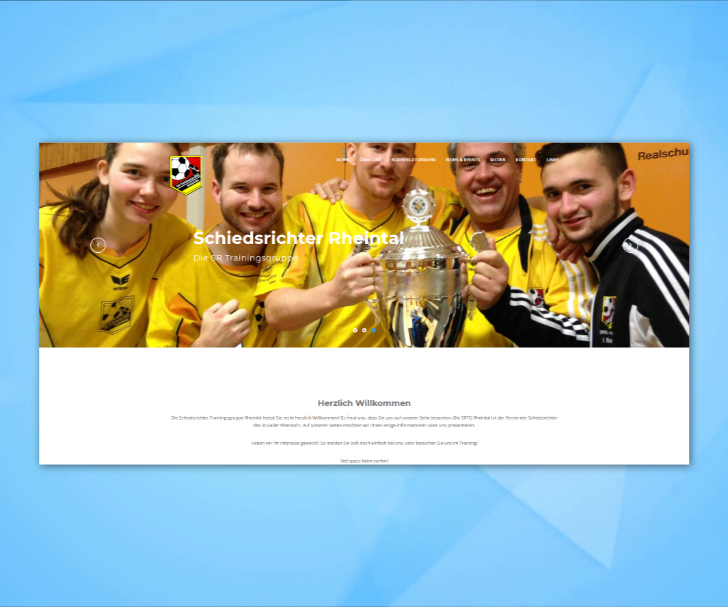 HOME ÜBER UNS NEWS & EVENTS BILDER KONTAKT LINKS
Realschu
Schiedsrichter Rheintal
Die SR Trainingsgruppe
Herzlich Willkommen
Die Schiedsrichter Trainingsgruppe Rheintal heisst Sie recht herzlich Willkommen! Es freut uns, dass Sie uns auf unserer Seite besuchen. Die SRTG Rheintal ist der Verein der Schiedsrichter
des St.Galler Rheintals. Auf unseren Seiten möchten wir Ihnen einige Informationen über uns präsentieren.
Haben wir Ihr Interesse geweckt? So melden Sie sich doch einfach bei uns, oder besuchen Sie uns im Training!
Viel Spass beim surfen!